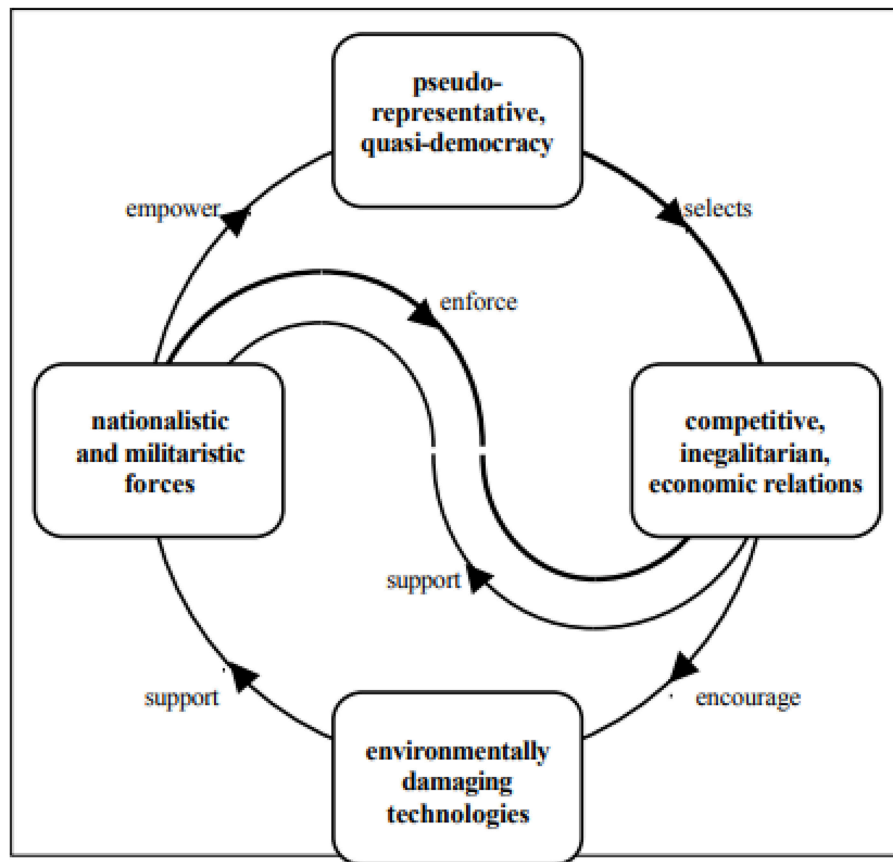 pseudo-
representative,
quasi-democracy
empower
selects
enforce
nationalistic
and militaristic
forces
competitive,
inegalitarian,
economic relations
support
support
encourage
environmentally
damaging
technologies